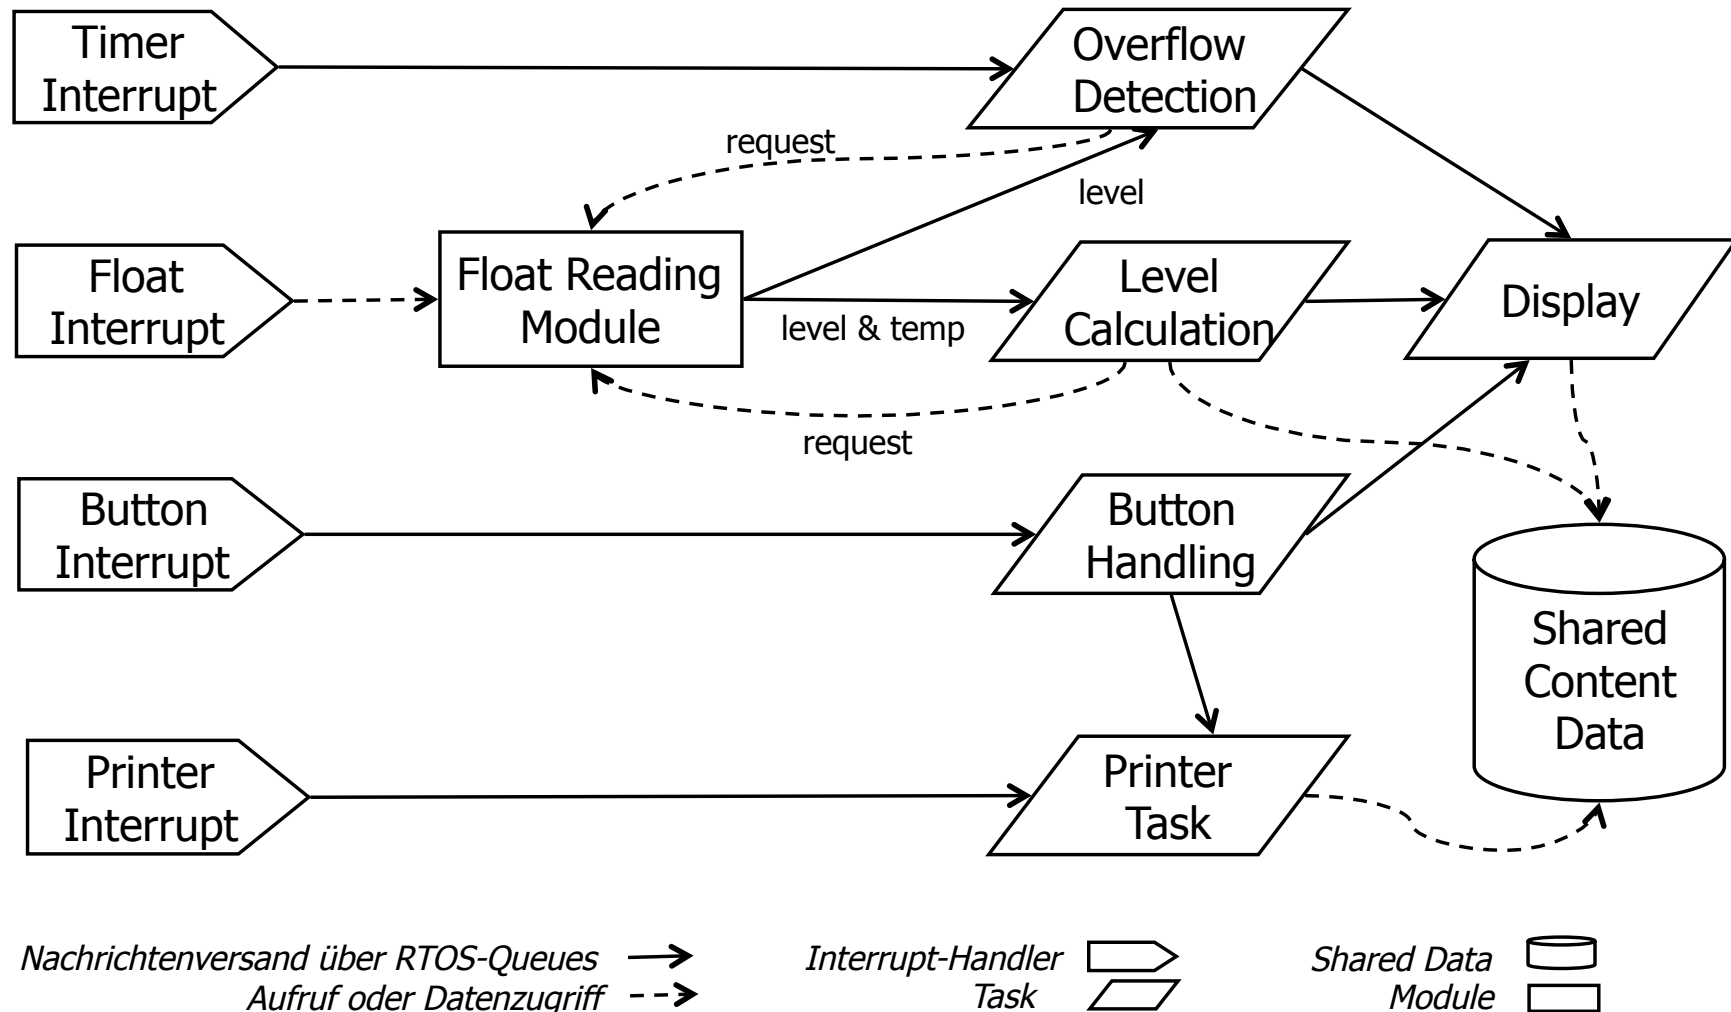 Timer
Interrupt
Overflow
Detection
request
level
Float
Interrupt
Float Reading
Module
level & temp
Level
Calculation
Display
request
Button
Interrupt
Button
Handling
Shared
Content
Data
Printer
Interrupt
Printer
Task
Nachrichtenversand über RTOS-Queues
Aufruf oder Datenzugriff
Interrupt-Handler
Task
Shared Data
Module